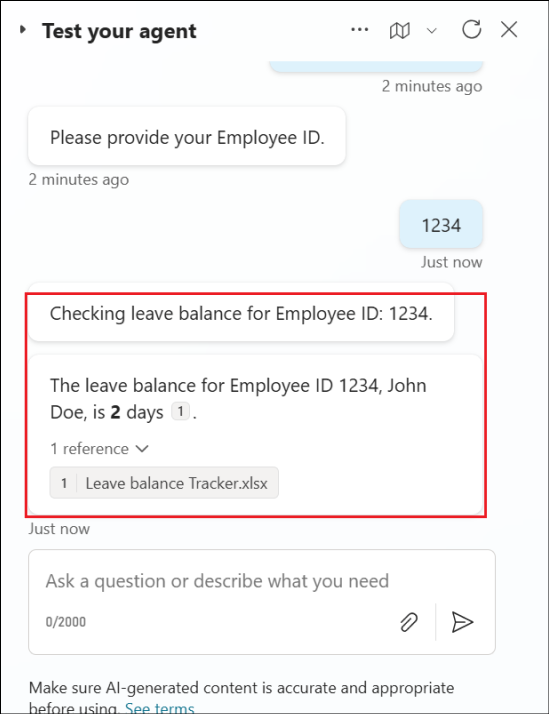 Test your agent
2 minutes ago
Please provide your Employee ID.
2 minutes ago
1234
Just now
Checking leave balance for Employee ID: 1234.
The leave balance for Employee ID 1234, John
Doe, is 2 days 1 .
1 reference
1 Leave balance Tracker.xlsx
Just now
Ask a question or describe what you need
0/2000
Make sure AI-generated content is accurate and appropriate
before using. See terms